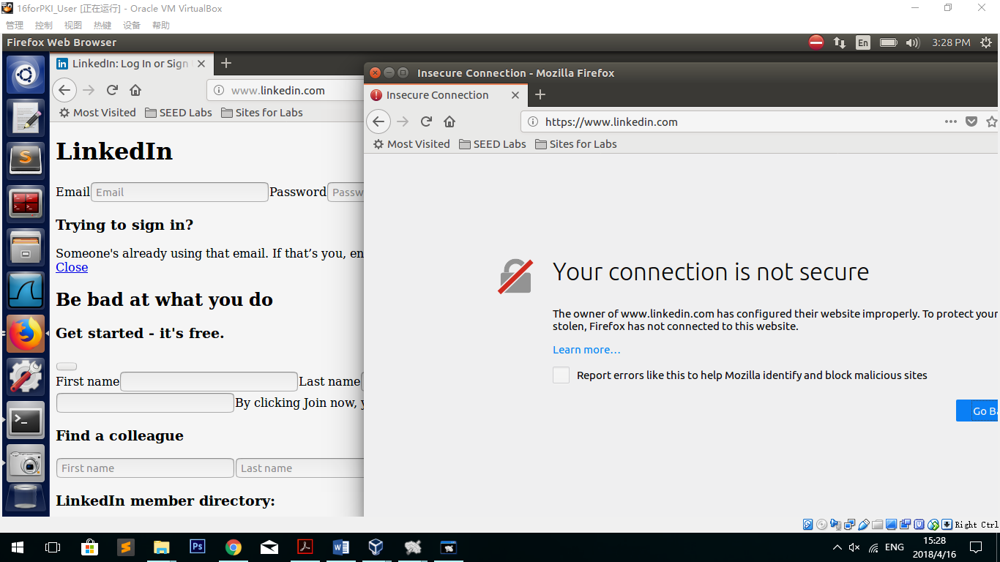 16forPKI_User [正在运行] - Oracle VM VirtualBox
管理 控制 视图 热键 设备 帮助
Firefox Web Browser
En
3:28 PM
LinkedIn: Log In or Sign
www.linkedin.com
Most Visited SEED Labs Sites for Labs
LinkedIn
Email Email Password Passw
Trying to sign in?
Someone's already using that email. If that’s you, en
Close
Be bad at what you do
Get started - it's free.
First name Last name
By clicking Join now, y
Find a colleague
First name Last name
LinkedIn member directory:
Insecure Connection - Mozilla Firefox
Insecure Connection
https://www.linkedin.com
Most Visited SEED Labs Sites for Labs
Your connection is not secure
The owner of www.linkedin.com has configured their website improperly. To protect your
stolen, Firefox has not connected to this website.
Learn more…
Report errors like this to help Mozilla identify and block malicious sites
Go Ba
Right Ctrl
ENG
15:28
2018/4/16